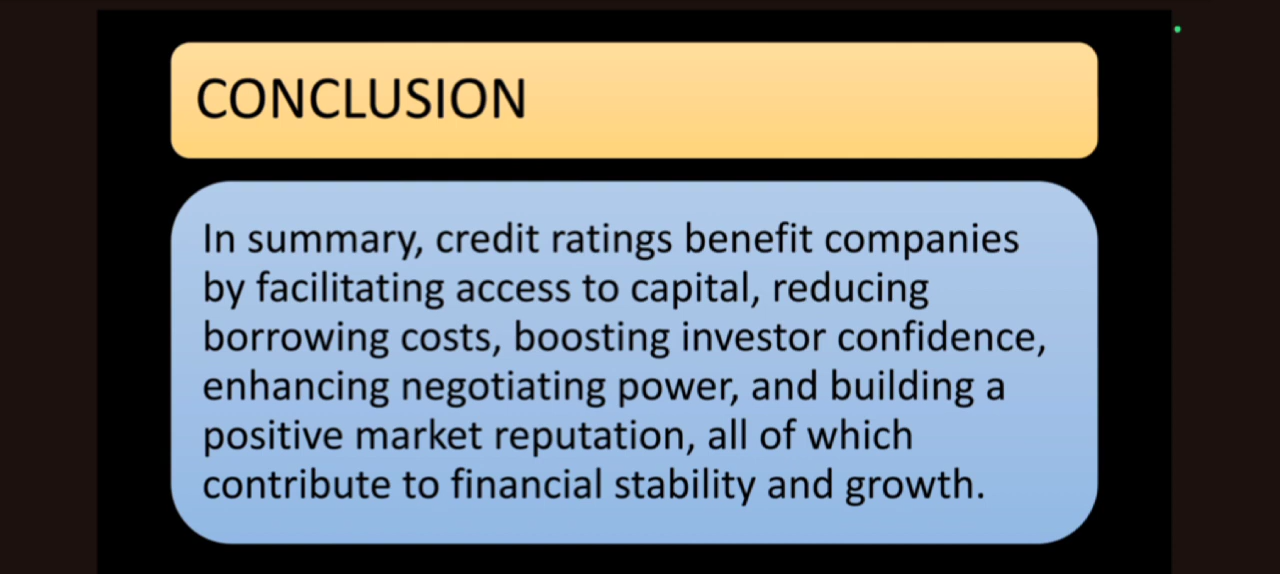 CONCLUSION
In summary, credit ratings benefit companies
by facilitating access to capital, reducing
borrowing costs, boosting investor confidence,
enhancing negotiating power, and building a
positive market reputation, all of which
contribute to financial stability and growth.